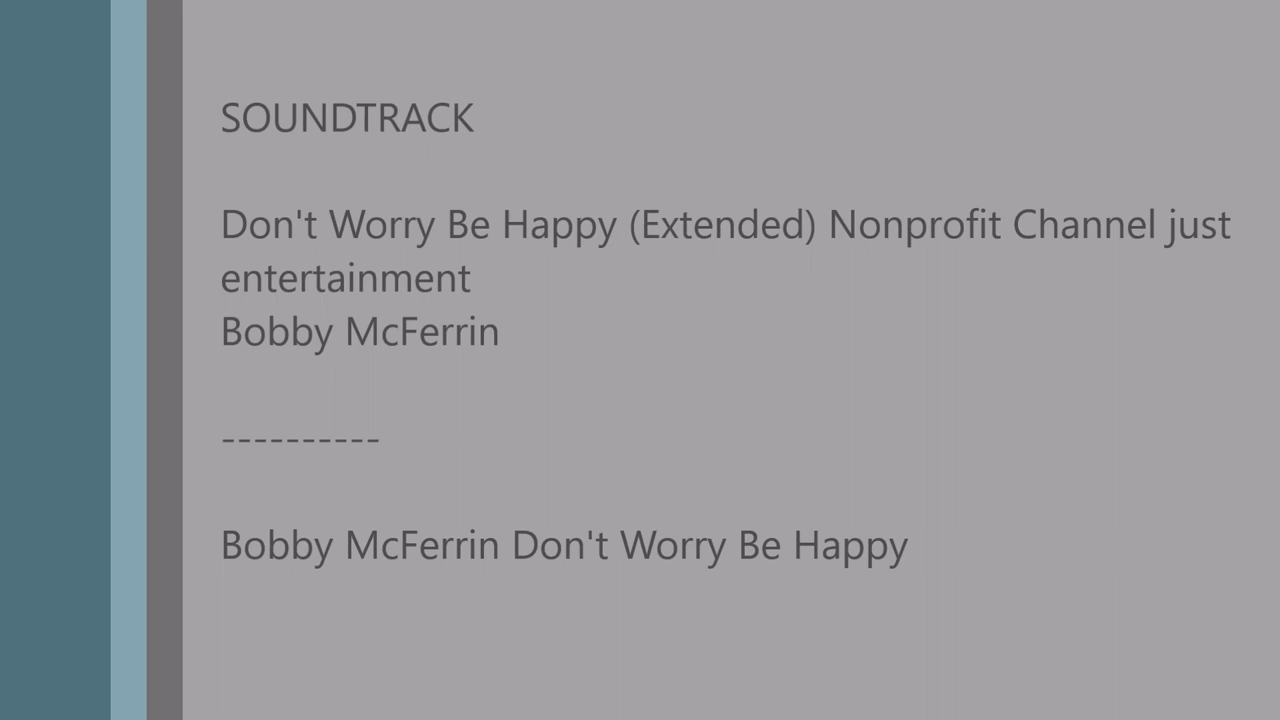 SOUNDTRACK
Don't Worry Be Happy (Extended) Nonprofit Channel just
entertainment
Bobby McFerrin
----------
Bobby McFerrin Don't Worry Be Happy